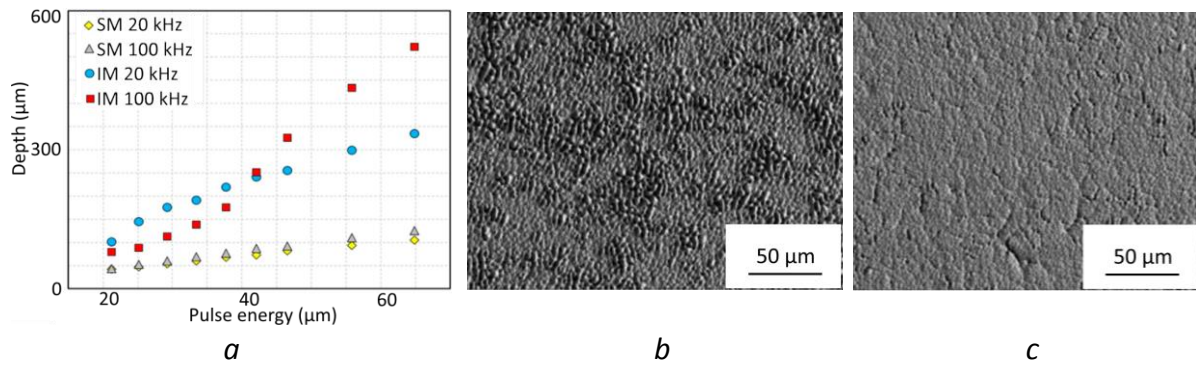 600
SM 20 kHz
SM 100 kHz
IM 20 kHz
IM 100 kHz
Depth (µm)
300
0
20
40
60
Pulse energy (µm)
50 µm
50 µm
a
b
c